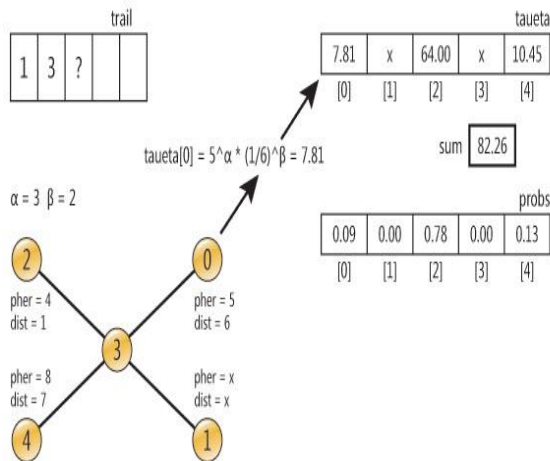 trail
1 3 ?
taueta
7.81 x 64.00 x 10.45
[0] [1] [2] [3] [4]
sum 82.26
taueta[0] = 5^α * (1/6)^β = 7.81
α = 3 β = 2
probs
0.09 0.00 0.78 0.00 0.13
[0] [1] [2] [3] [4]
2
pher = 4
dist = 1
0
pher = 5
dist = 6
3
pher = 8
dist = 7
4
pher = x
dist = x
1